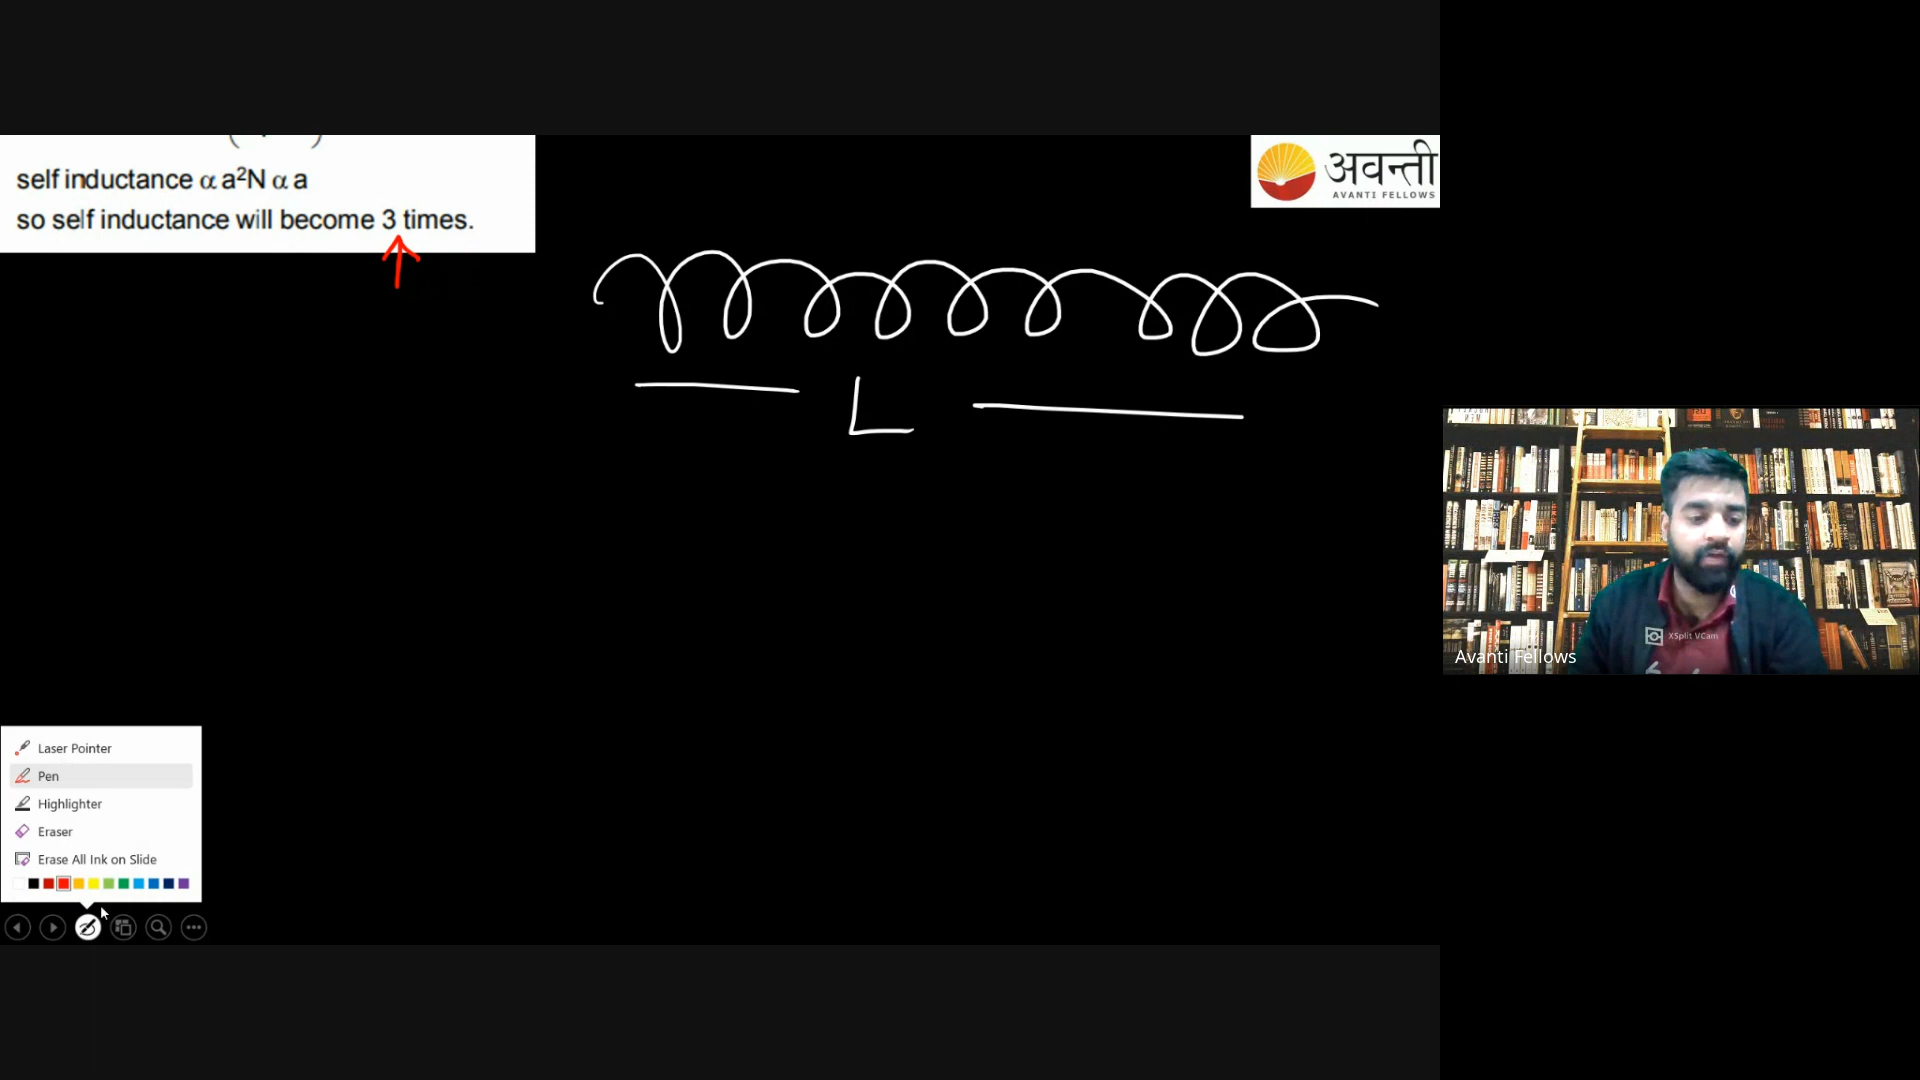 self inductance α a²N α a
so self inductance will become 3 times.
अवन्ती
AVANTI FELLOWS
L
Laser Pointer
Pen
Highlighter
Eraser
Erase All Ink on Slide
XSplit VCam
Avanti Fellows